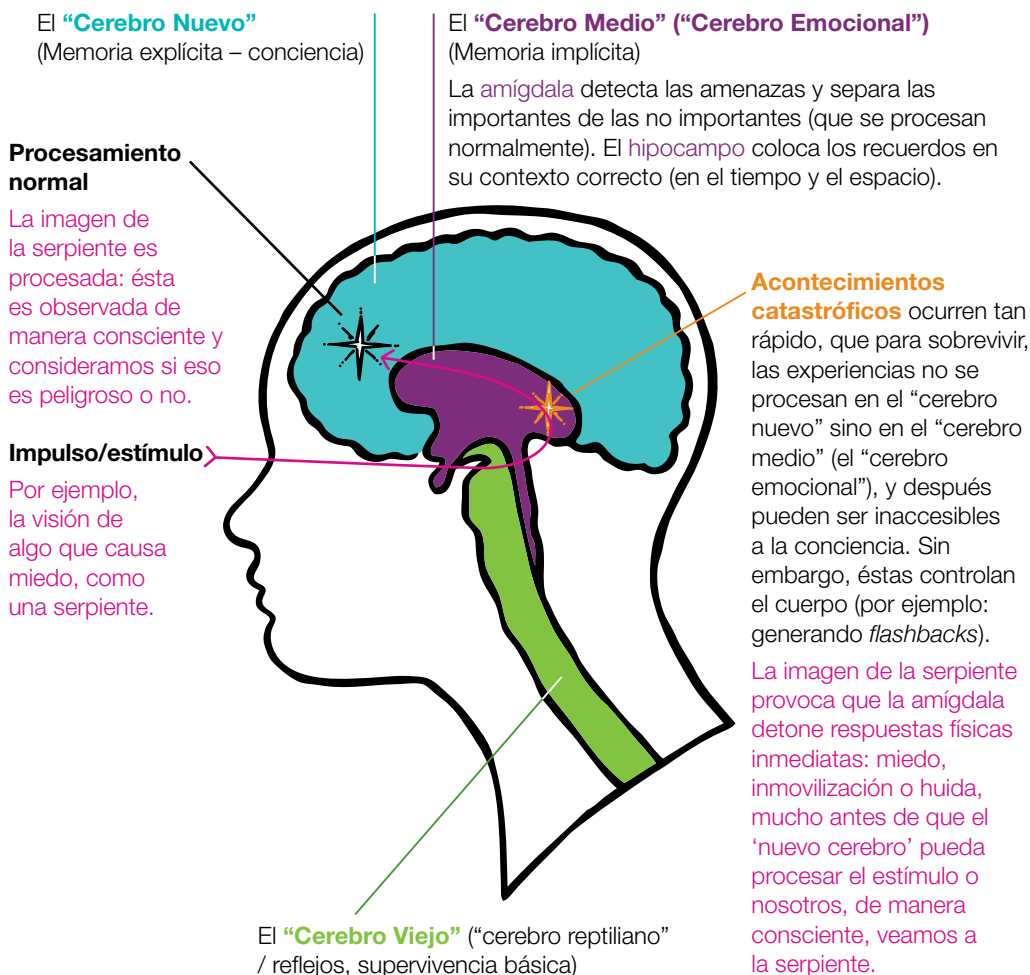 El “Cerebro Nuevo”
(Memoria explícita – conciencia)
El “Cerebro Medio” (“Cerebro Emocional”)
(Memoria implícita)
La amígdala detecta las amenazas y separa las
importantes de las no importantes (que se procesan
normalmente). El hipocampo coloca los recuerdos en
su contexto correcto (en el tiempo y el espacio).
Procesamiento
normal
La imagen de
la serpiente es
procesada: ésta
es observada de
manera consciente y
consideramos si eso
es peligroso o no.
Impulso/estímulo
Por ejemplo,
la visión de
algo que causa
miedo, como
una serpiente.
Acontecimientos
catastróficos ocurren tan
rápido, que para sobrevivir,
las experiencias no se
procesan en el “cerebro
nuevo” sino en el “cerebro
medio” (el “cerebro
emocional”), y después
pueden ser inaccesibles
a la conciencia. Sin
embargo, éstas controlan
el cuerpo (por ejemplo:
generando flashbacks).
La imagen de la serpiente
provoca que la amígdala
detone respuestas físicas
inmediatas: miedo,
inmovilización o huida,
mucho antes de que el
‘nuevo cerebro’ pueda
procesar el estímulo o
nosotros, de manera
consciente, veamos a
la serpiente.
El “Cerebro Viejo” (“cerebro reptiliano”
/ reflejos, supervivencia básica)